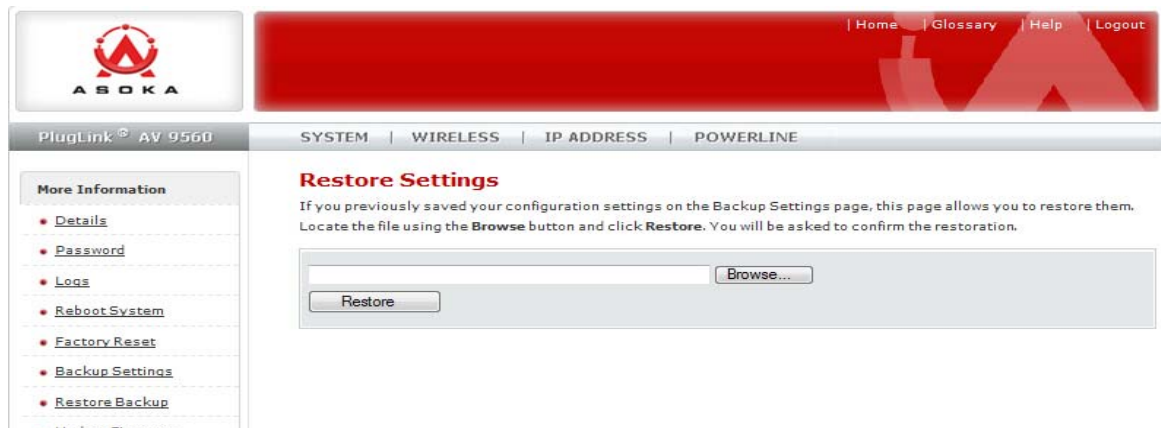 | Home | Glossary | Help | Logout
ASOKA
PlugLink ® AV 9560
SYSTEM | WIRELESS | IP ADDRESS | POWERLINE
More Information
Details
Password
Logs
Reboot System
Factory Reset
Backup Settings
Restore Backup
Restore Settings
If you previously saved your configuration settings on the Backup Settings page, this page allows you to restore them.
Locate the file using the Browse button and click Restore. You will be asked to confirm the restoration.
Browse...
Restore